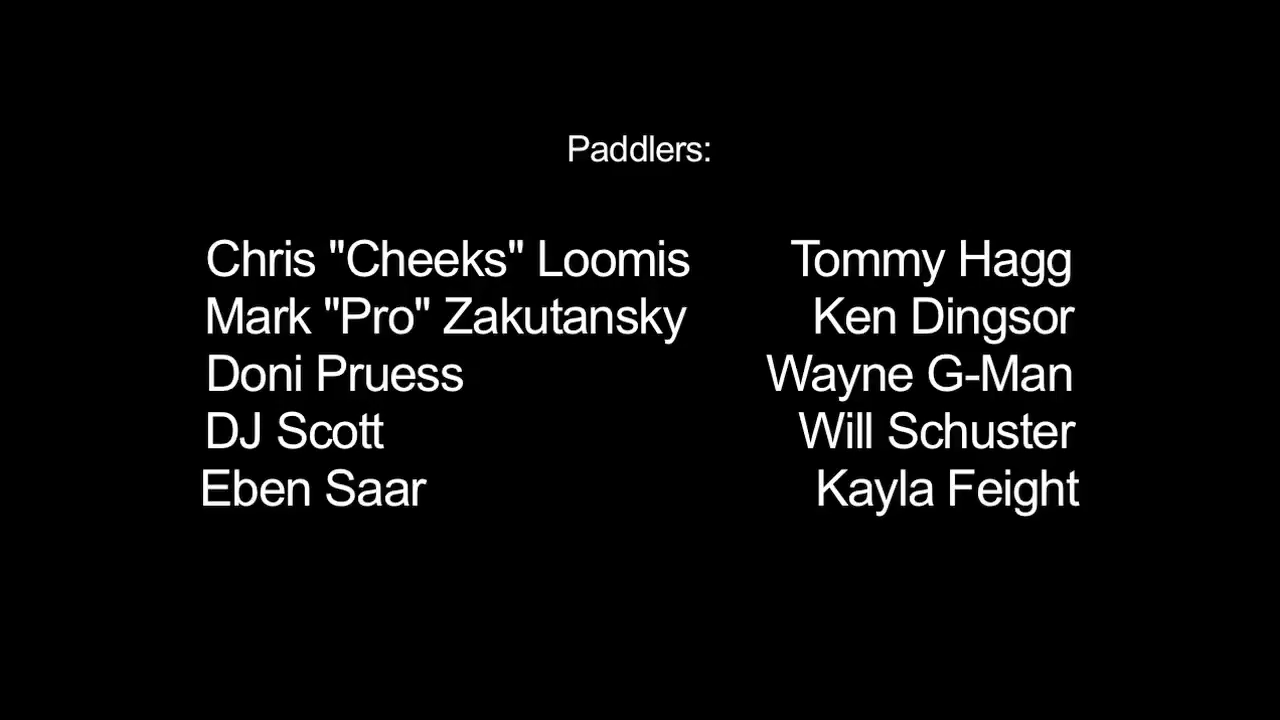 Paddlers:
Chris "Cheeks" Loomis
Mark "Pro" Zakutansky
Doni Pruess
DJ Scott
Eben Saar
Tommy Hagg
Ken Dingsor
Wayne G-Man
Will Schuster
Kayla Feight